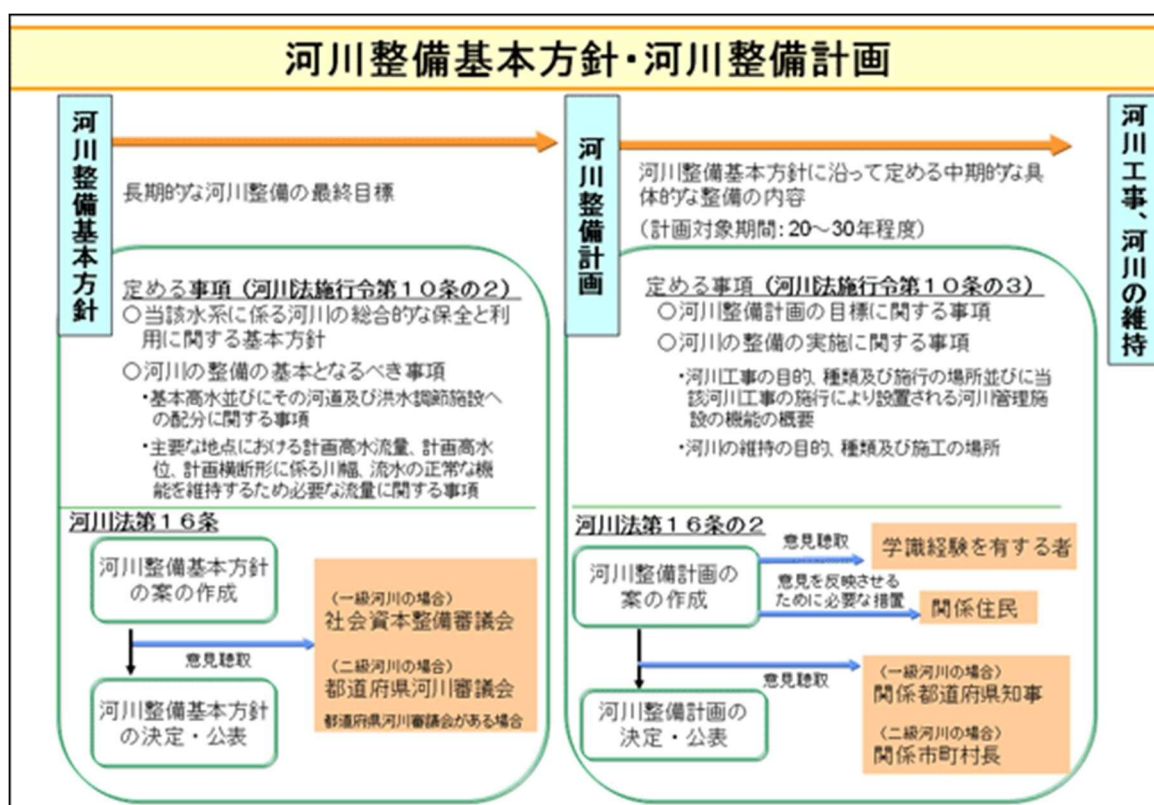 河川整備基本方針・河川整備計画
河川整備基本方針
長期的な河川整備の最終目標
定める事項（河川法施行令第１０条の２）
○当該水系に係る河川の総合的な保全と利
用に関する基本方針
○河川の整備の基本となるべき事項
・基本高水並びにその河道及び洪水調節施設へ
の配分に関する事項
・主要な地点における計画高水流量、計画高水
位、計画横断形に係る川幅、流水の正常な機
能を維持するため必要な流量に関する事項
河川法第１６条
河川整備基本方針
の案の作成
意見聴取
（一級河川の場合）
社会資本整備審議会
（二級河川の場合）
都道府県河川審議会
都道府県河川審議会がある場合
河川整備基本方針
の決定・公表
河川整備計画
河川整備基本方針に沿って定める中期的な具
体的な整備の内容
（計画対象期間：20～30年程度）
定める事項（河川法施行令第１０条の３）
○河川整備計画の目標に関する事項
○河川の整備の実施に関する事項
・河川工事の目的、種類及び施行の場所並びに当
該河川工事の施行により設置される河川管理施
設の機能の概要
・河川の維持の目的、種類及び施工の場所
河川法第１６条の２
河川整備計画の
案の作成
意見聴取
学識経験を有する者
意見を反映させる
ために必要な措置
関係住民
意見聴取
（一級河川の場合）
関係都道府県知事
（二級河川の場合）
関係市町村長
河川整備計画の
決定・公表
河川工事、河川の維持